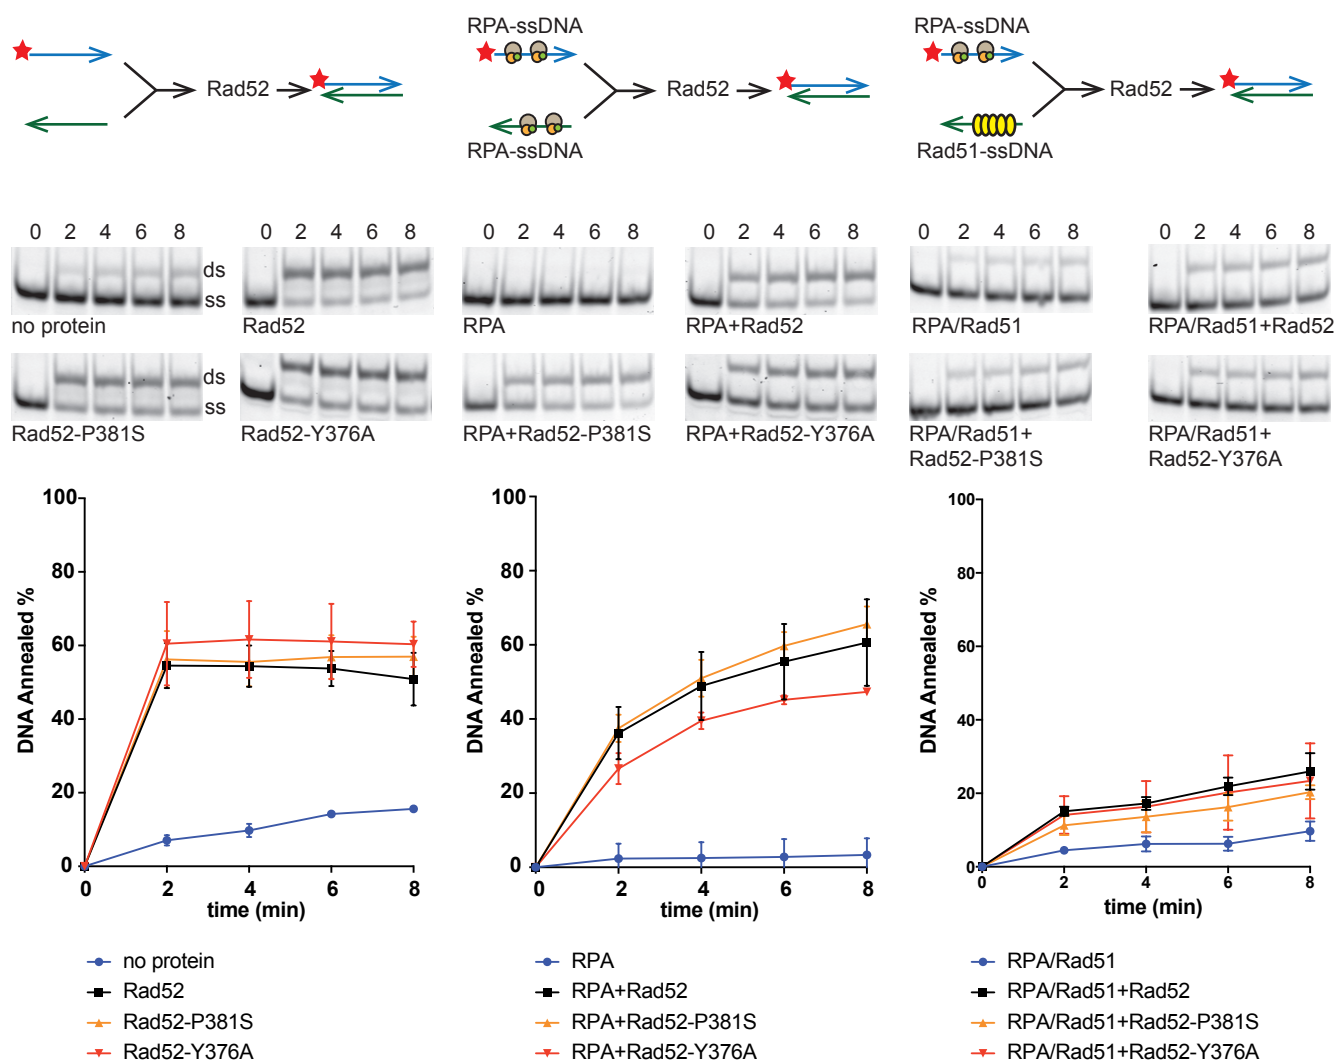 RPA-ssDNA
RPA-ssDNA
Rad52
Rad52
Rad52
RPA-ssDNA
Rad51-ssDNA
0 2 4 6 8
0 2 4 6 8
0 2 4 6 8
0 2 4 6 8
0 2 4 6 8
0 2 4 6 8
ds
ss
no protein
Rad52
RPA
RPA+Rad52
RPA/Rad51
RPA/Rad51+Rad52
ds
ss
Rad52-P381S
Rad52-Y376A
RPA+Rad52-P381S
RPA+Rad52-Y376A
RPA/Rad51+
Rad52-P381S
RPA/Rad51+
Rad52-Y376A
DNA Annealed %
100
80
60
40
20
0
0 2 4 6 8
time (min)
no protein
Rad52
Rad52-P381S
Rad52-Y376A
DNA Annealed %
100
80
60
40
20
0
0 2 4 6 8
time (min)
RPA
RPA+Rad52
RPA+Rad52-P381S
RPA+Rad52-Y376A
DNA Annealed %
100
80
60
40
20
0
0 2 4 6 8
time (min)
RPA/Rad51
RPA/Rad51+Rad52
RPA/Rad51+Rad52-P381S
RPA/Rad51+Rad52-Y376A